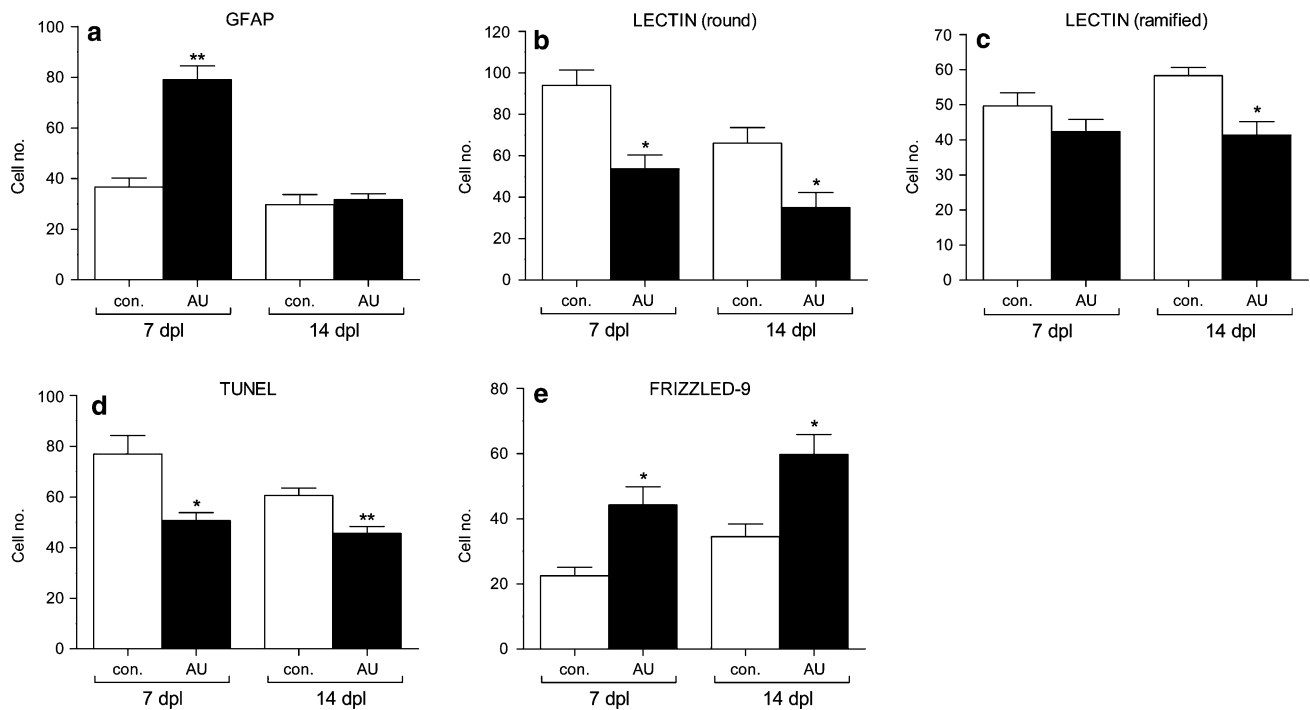 a
GFAP
Cell no.
100
80
60
40
20
0
**
con.
AU
con.
AU
7 dpl
14 dpl
b
LECTIN (round)
Cell no.
120
100
80
60
40
20
0
*
*
con.
AU
con.
AU
7 dpl
14 dpl
c
LECTIN (ramified)
Cell no.
70
60
50
40
30
20
10
0
*
con.
AU
con.
AU
7 dpl
14 dpl
d
TUNEL
Cell no.
100
80
60
40
20
0
*
**
con.
AU
con.
AU
7 dpl
14 dpl
e
FRIZZLED-9
Cell no.
80
60
40
20
0
*
*
con.
AU
con.
AU
7 dpl
14 dpl